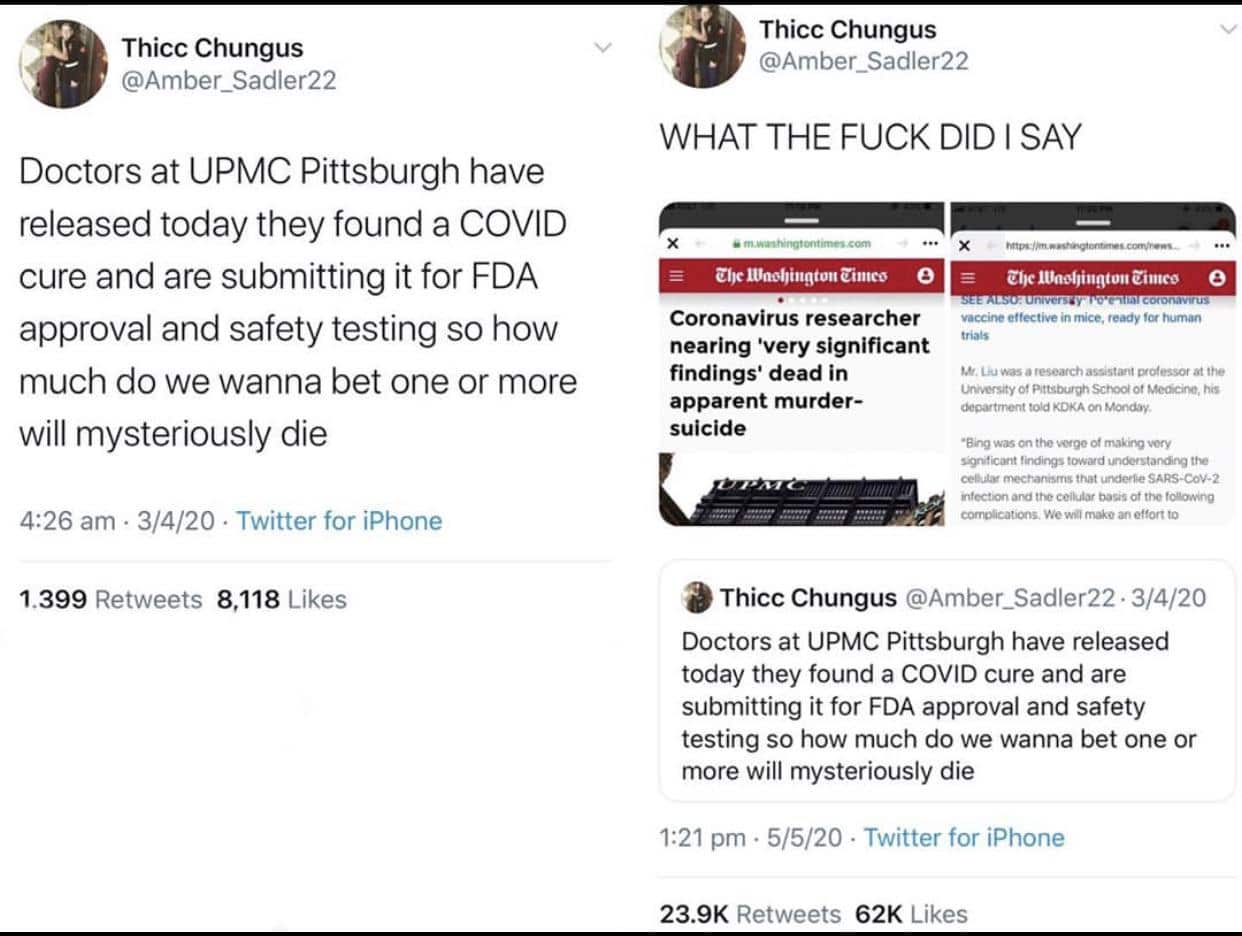 Thicc Chungus
@Amber_Sadler22
Doctors at UPMC Pittsburgh have
released today they found a COVID
cure and are submitting it for FDA
approval and safety testing so how
much do we wanna bet one or more
will mysteriously die
4:26 am · 3/4/20 · Twitter for iPhone
1.399 Retweets 8,118 Likes
Thicc Chungus
@Amber_Sadler22
WHAT THE FUCK DID I SAY
m.washingtontimes.com
The Washington Times
Coronavirus researcher
nearing 'very significant
findings' dead in
apparent murder-
suicide
UPMC
https://m.washingtontimes.com/news...
The Washington Times
SEE ALSO: University: Potential coronavirus
vaccine effective in mice, ready for human
trials
Mr. Liu was a research assistant professor at the
University of Pittsburgh School of Medicine, his
department told KDKA on Monday.
"Bing was on the verge of making very
significant findings toward understanding the
cellular mechanisms that underlie SARS-CoV-2
infection and the cellular basis of the following
complications. We will make an effort to
Thicc Chungus @Amber_Sadler22 · 3/4/20
Doctors at UPMC Pittsburgh have released
today they found a COVID cure and are
submitting it for FDA approval and safety
testing so how much do we wanna bet one or
more will mysteriously die
1:21 pm · 5/5/20 · Twitter for iPhone
23.9K Retweets 62K Likes